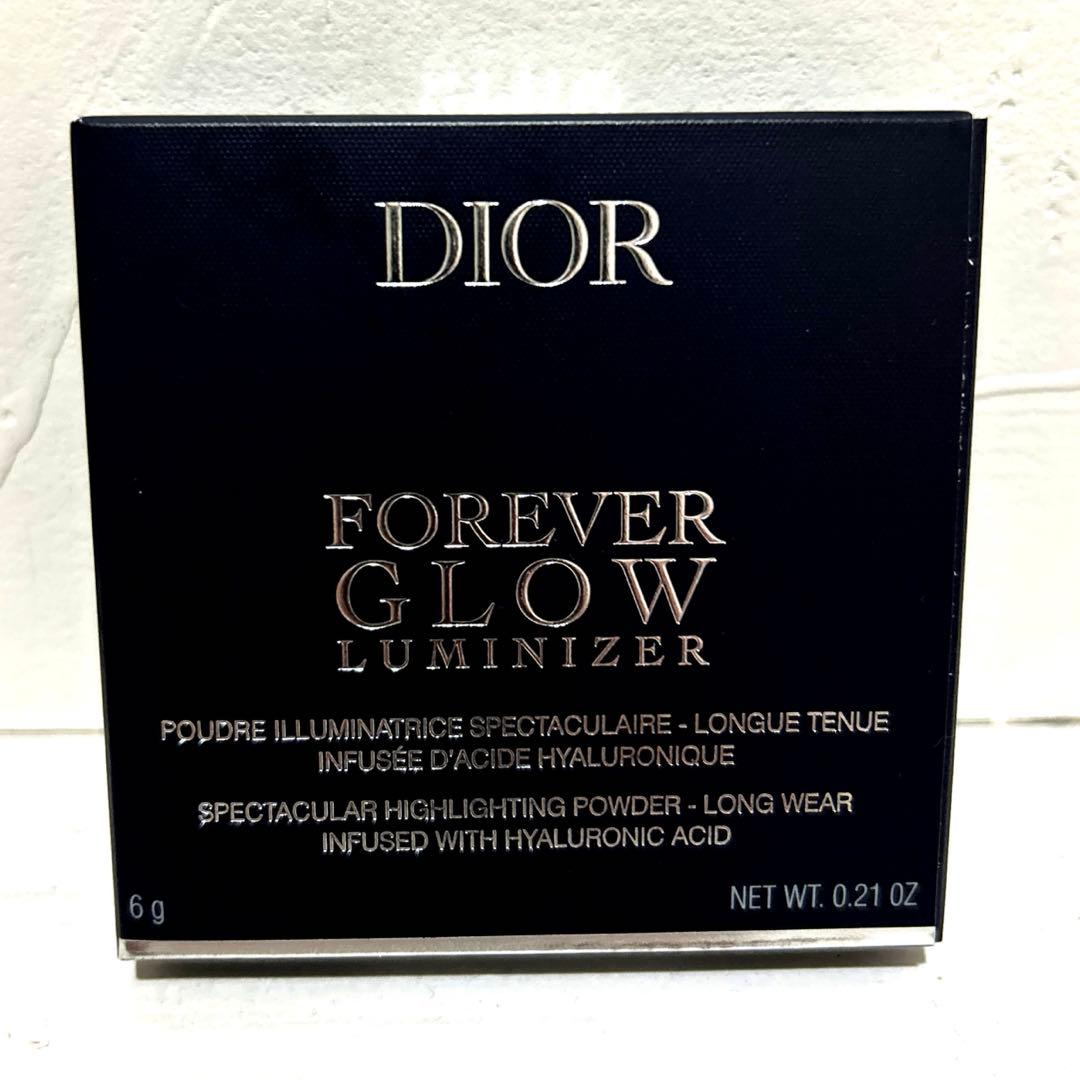 DIOR
FOREVER
GLOW
LUMINIZER
POUDRE ILLUMINATRICE SPECTACULAIRE - LONGUE TENUE
INFUSÉE D'ACIDE HYALURONIQUE
SPECTACULAR HIGHLIGHTING POWDER - LONG WEAR
INFUSED WITH HYALURONIC ACID
6 g
NET WT. 0.21 OZ